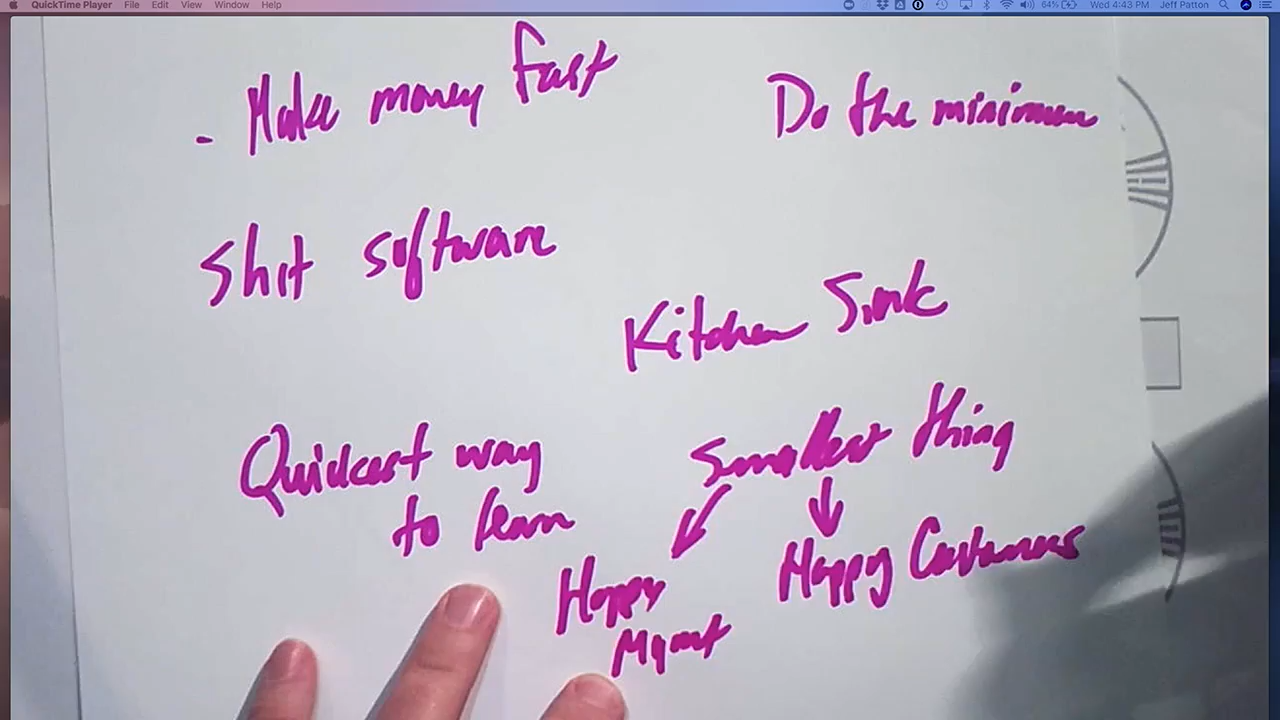 QuickTime Player File Edit View Window Help 64% Wed 4:43 PM Jeff Patton
- Make money fast
Do the minimum
Shit software
Kitchen Sink
Quickest way
to learn
Smallest thing
Happy
Mgmt
Happy Customers